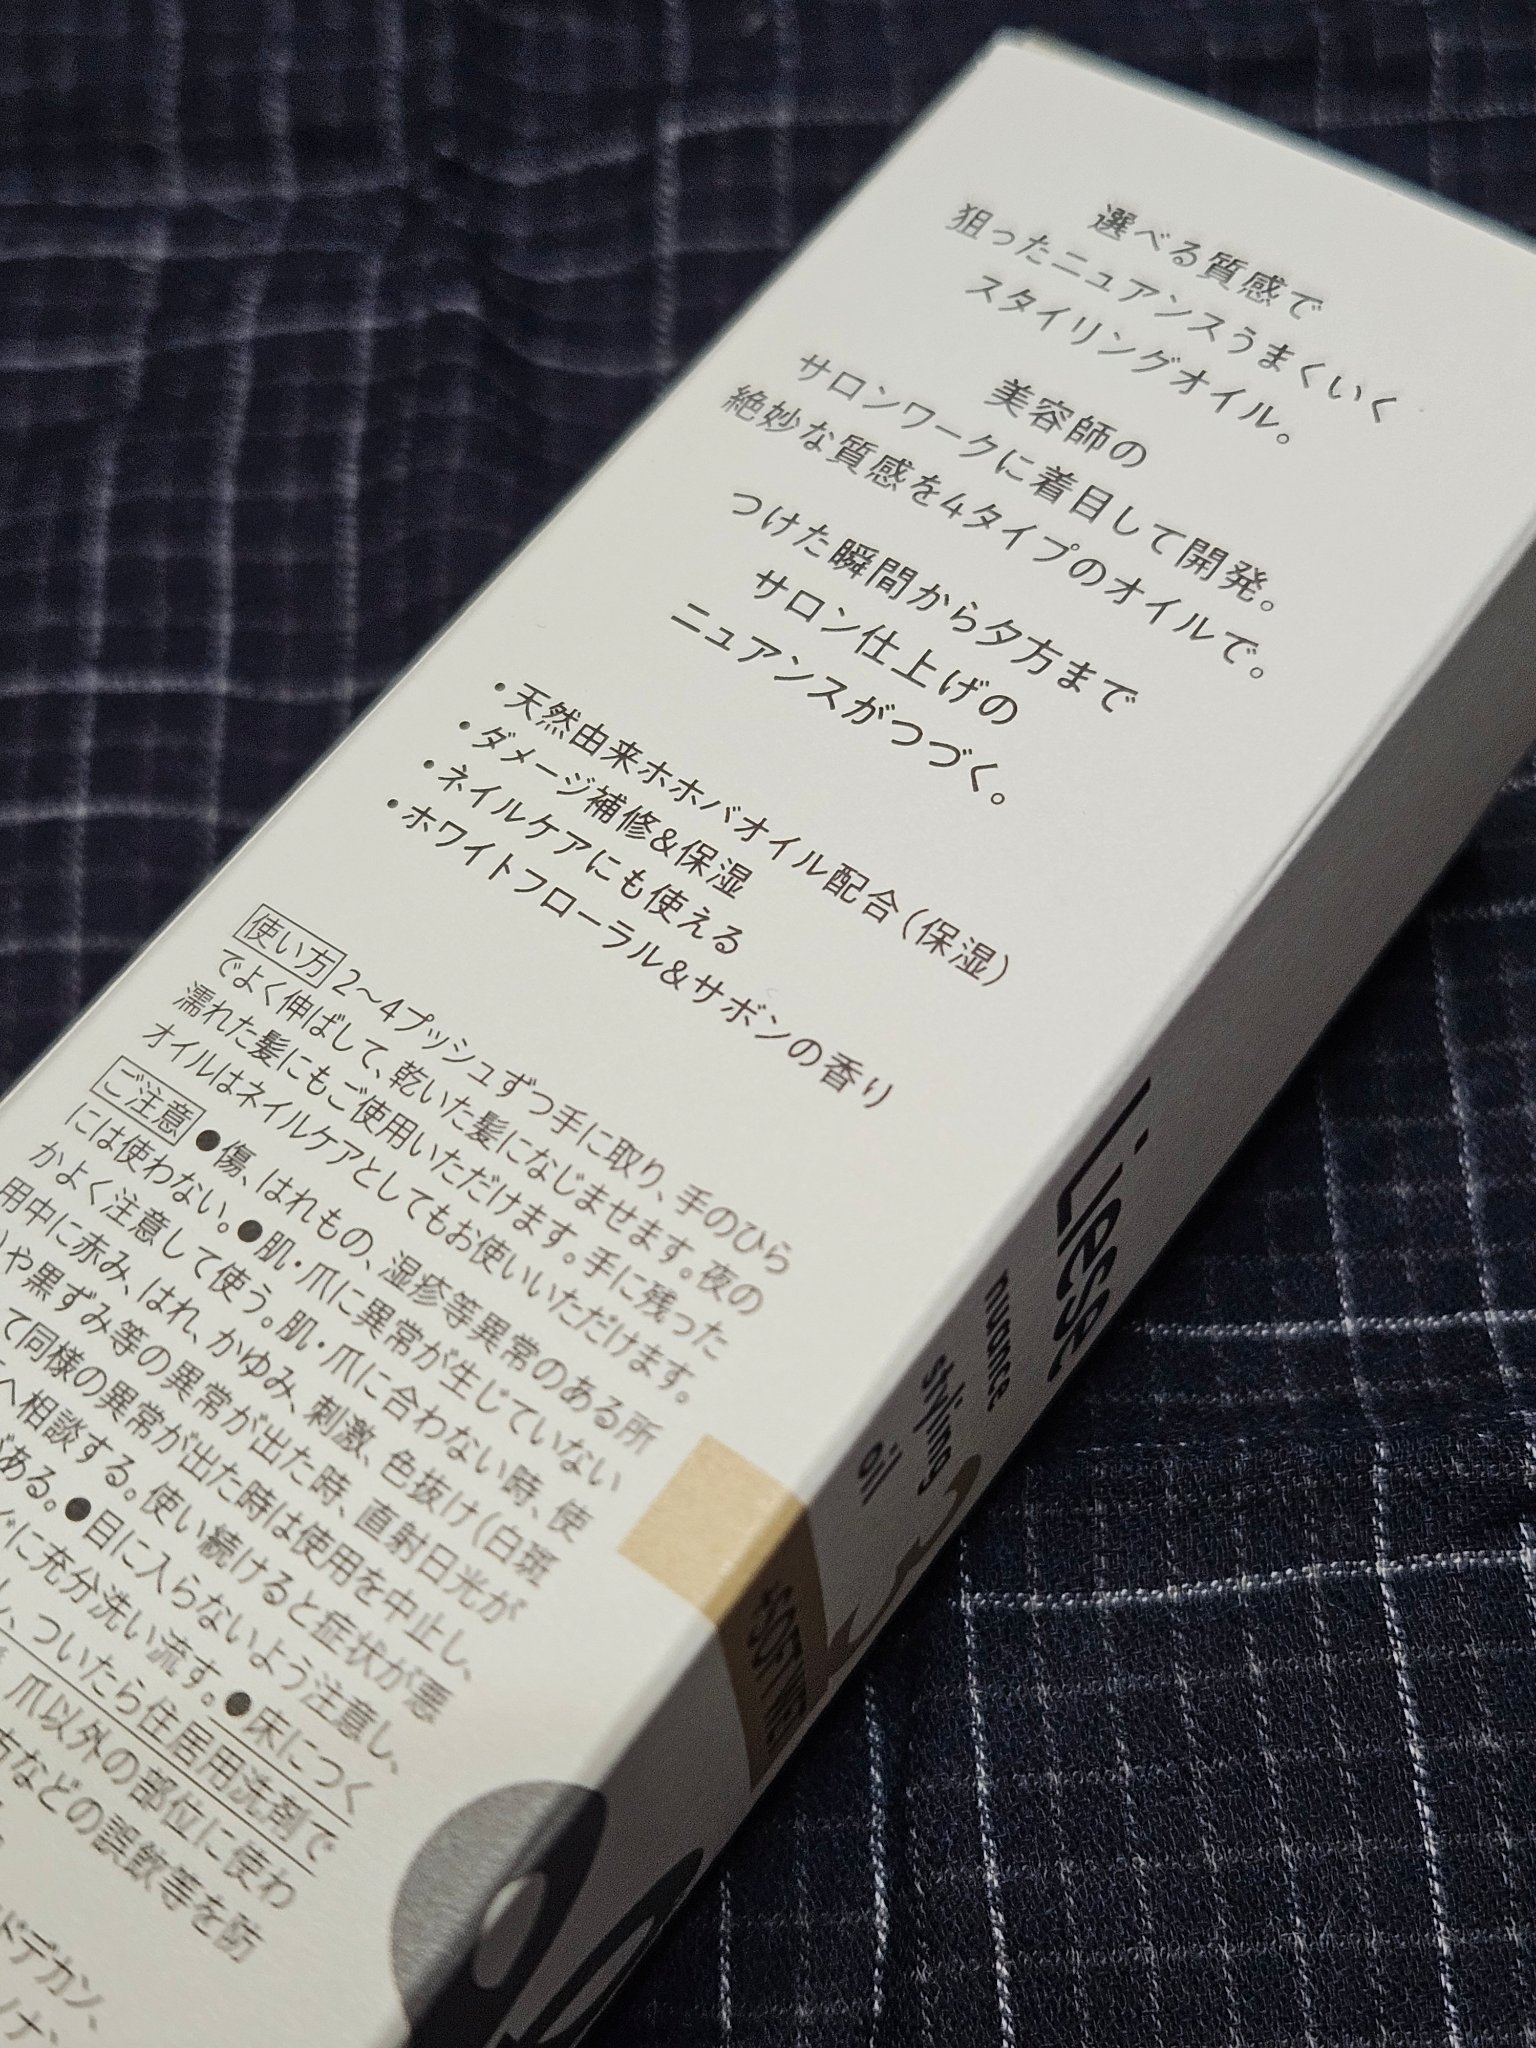 選べる質感で
狙ったニュアンスうまくいく
スタイリングオイル。
美容師の
サロンワークに着目して開発。
絶妙な質感を4タイプのオイルで。
つけた瞬間から夕方まで
サロン仕上げの
ニュアンスがつづく。
・天然由来ホホバオイル配合（保湿）
・ダメージ補修&保湿
・ネイルケアにも使える
・ホワイトフローラル&サボンの香り
使い方 2〜4プッシュずつ手に取り、手のひら
でよく伸ばして、乾いた髪になじませます。夜の
濡れた髪にもご使用いただけます。手に残った
オイルはネイルケアとしてもお使いいただけます。
ご注意 ●傷、はれもの、湿疹等異常のある所
には使わない。●肌・爪に異常が生じていない
かよく注意して使う。肌・爪に合わない時、使
用中に赤み、はれ、かゆみ、刺激、色抜け（白斑
や黒ずみ等の異常が出た時、直射日光が
て同様の異常が出た時は使用を中止し、
へ相談する。使い続けると症状が悪
がある。●目に入らないよう注意し、
に充分洗い流す。●床につく
、ついたら住居用洗剤で
爪以外の部位に使わ
方などの誤飲等を防
ドデカン、
Liese
nuance
styling
oil